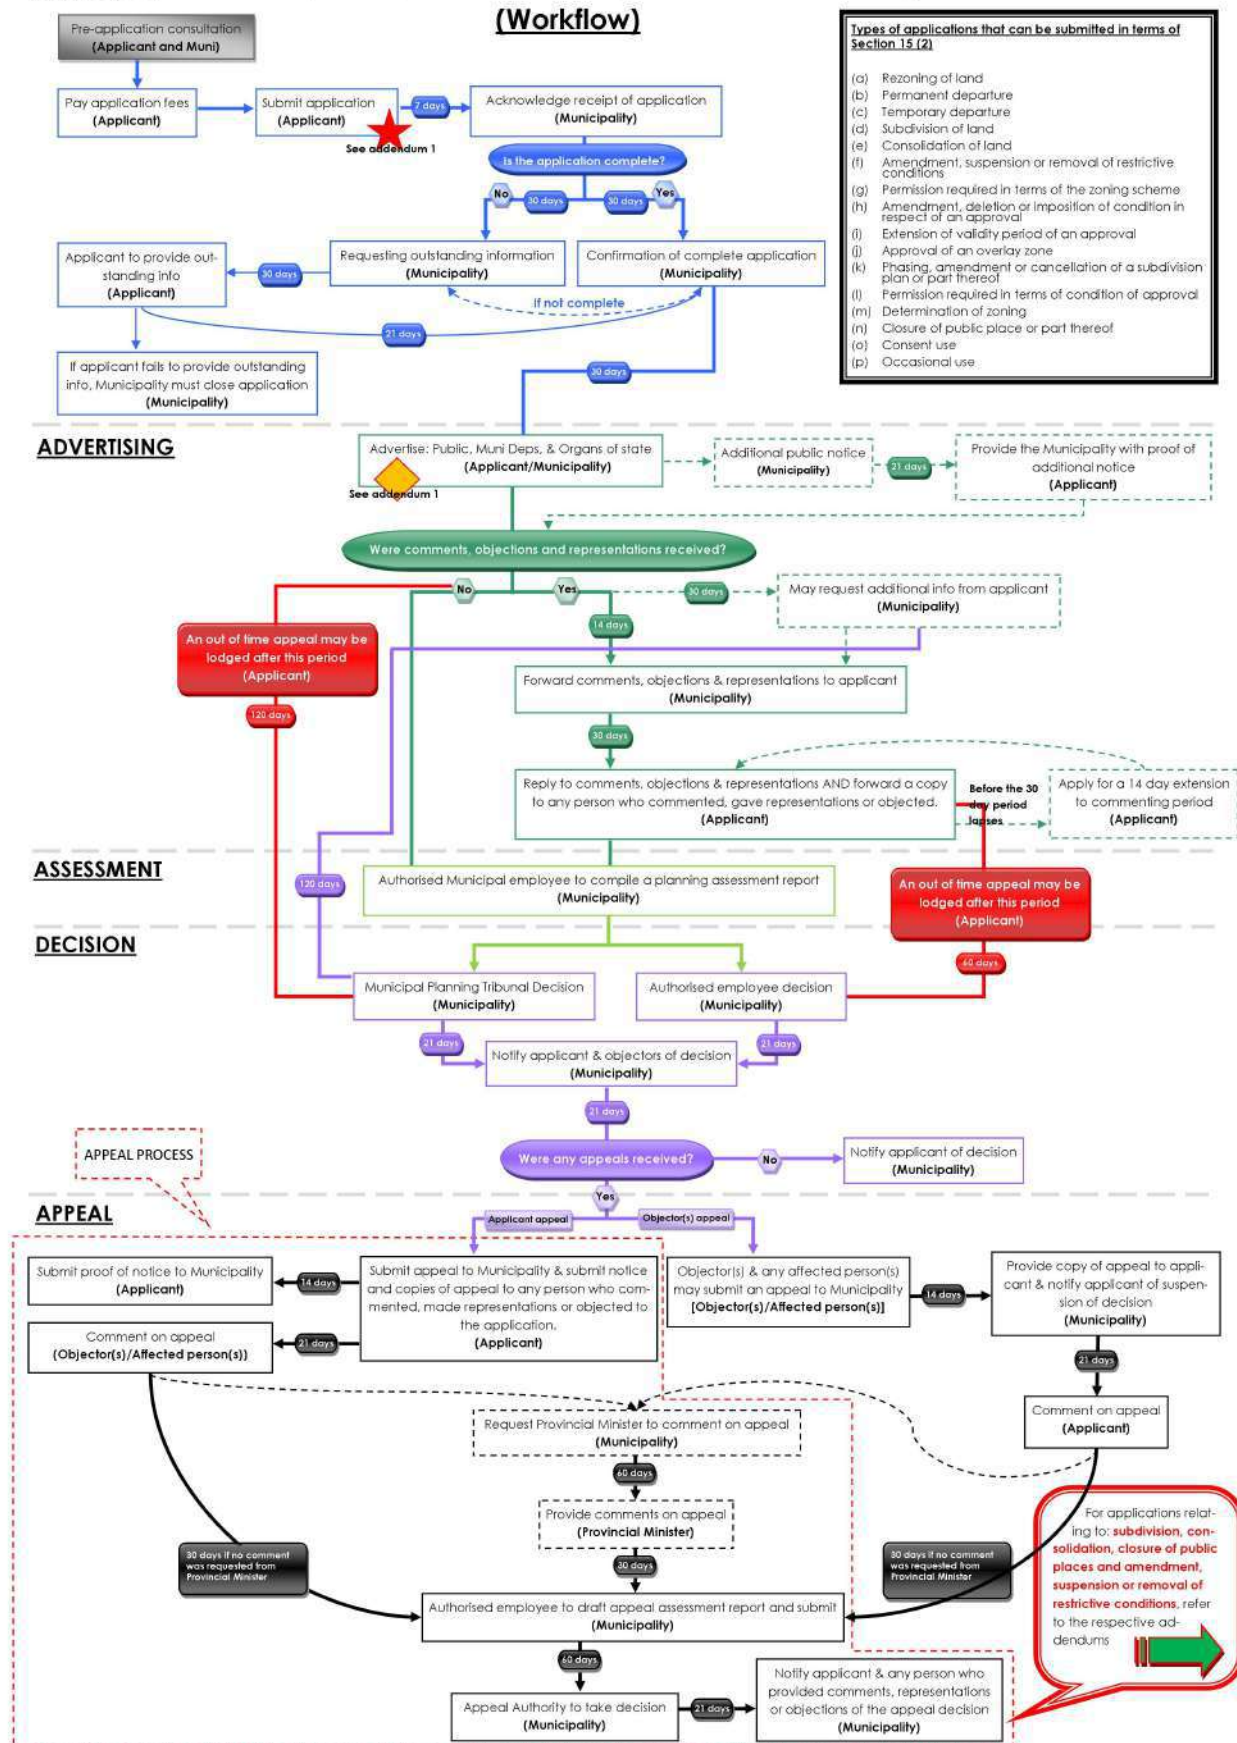 (Workflow)
Pre-application consultation
(Applicant and Muni)
Pay application fees
(Applicant)
Submit application
(Applicant)
See addendum 1
7 days
Acknowledge receipt of application
(Municipality)
Is the application complete?
No
30 days
30 days
Yes
Requesting outstanding information
(Municipality)
Confirmation of complete application
(Municipality)
30 days
Applicant to provide out-
standing info
(Applicant)
If not complete
21 days
If applicant fails to provide outstanding
info, Municipality must close application
(Municipality)
30 days
Types of applications that can be submitted in terms of
Section 15 (2)
(a) Rezoning of land
(b) Permanent departure
(c) Temporary departure
(d) Subdivision of land
(e) Consolidation of land
(f) Amendment, suspension or removal of restrictive
conditions
(g) Permission required in terms of the zoning scheme
(h) Amendment, deletion or imposition of condition in
respect of an approval
(i) Extension of validity period of an approval
(j) Approval of an overlay zone
(k) Phasing, amendment or cancellation of a subdivision
plan or part thereof
(l) Permission required in terms of condition of approval
(m) Determination of zoning
(n) Closure of public place or part thereof
(o) Consent use
(p) Occasional use
ADVERTISING
Advertise: Public, Muni Deps, & Organs of state
(Applicant/Municipality)
See addendum 1
Additional public notice
(Municipality)
21 days
Provide the Municipality with proof of
additional notice
(Applicant)
Were comments, objections and representations received?
No
Yes
30 days
May request additional info from applicant
(Municipality)
14 days
An out of time appeal may be
lodged after this period
(Applicant)
120 days
Forward comments, objections & representations to applicant
(Municipality)
30 days
Reply to comments, objections & representations AND forward a copy
to any person who commented, gave representations or objected.
(Applicant)
Before the 30
day period
lapses
Apply for a 14 day extension
to commenting period
(Applicant)
ASSESSMENT
120 days
Authorised Municipal employee to compile a planning assessment report
(Municipality)
An out of time appeal may be
lodged after this period
(Applicant)
60 days
DECISION
Municipal Planning Tribunal Decision
(Municipality)
Authorised employee decision
(Municipality)
21 days
21 days
Notify applicant & objectors of decision
(Municipality)
21 days
Were any appeals received?
No
Notify applicant of decision
(Municipality)
Yes
APPEAL PROCESS
APPEAL
Applicant appeal
Objector(s) appeal
Submit proof of notice to Municipality
(Applicant)
14 days
Submit appeal to Municipality & submit notice
and copies of appeal to any person who com-
mented, made representations or objected to
the application.
(Applicant)
Comment on appeal
(Objector(s)/Affected person(s))
21 days
Objector(s) & any affected person(s)
may submit an appeal to Municipality
[Objector(s)/Affected person(s)]
14 days
Provide copy of appeal to appli-
cant & notify applicant of suspen-
sion of decision
(Municipality)
21 days
Comment on appeal
(Applicant)
Request Provincial Minister to comment on appeal
(Municipality)
60 days
Provide comments on appeal
(Provincial Minister)
30 days
30 days if no comment
was requested from
Provincial Minister
30 days if no comment
was requested from
Provincial Minister
Authorised employee to draft appeal assessment report and submit
(Municipality)
60 days
Appeal Authority to take decision
(Municipality)
21 days
Notify applicant & any person who
provided comments, representations
or objections of the appeal decision
(Municipality)
For applications relat-
ing to: subdivision, con-
solidation, closure of public
places and amendment,
suspension or removal of
restrictive conditions, refer
to the respective ad-
dendums